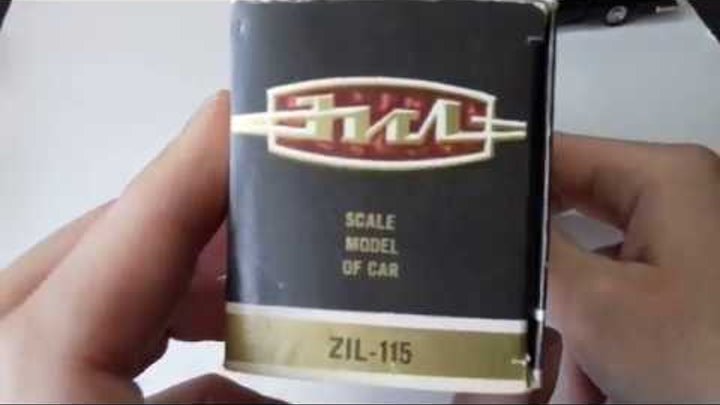 ЗИЛ
SCALE
MODEL
OF CAR
ZIL-115